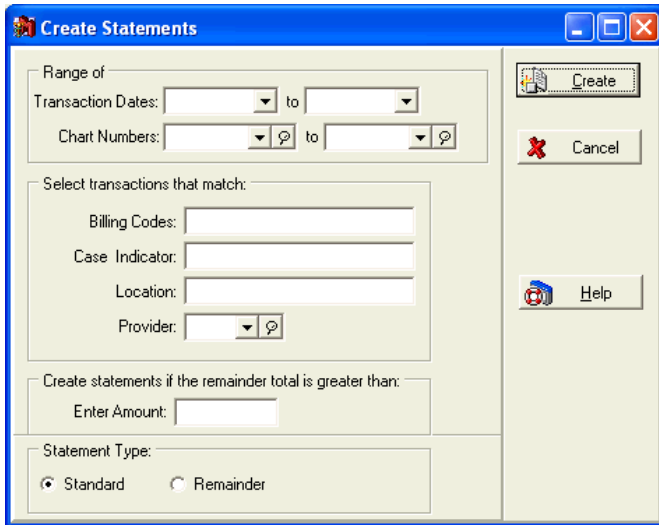 Create Statements
Range of
Transaction Dates: to
Chart Numbers: to
Select transactions that match:
Billing Codes:
Case Indicator:
Location:
Provider:
Create statements if the remainder total is greater than:
Enter Amount:
Statement Type:
Standard Remainder
Create
Cancel
Help